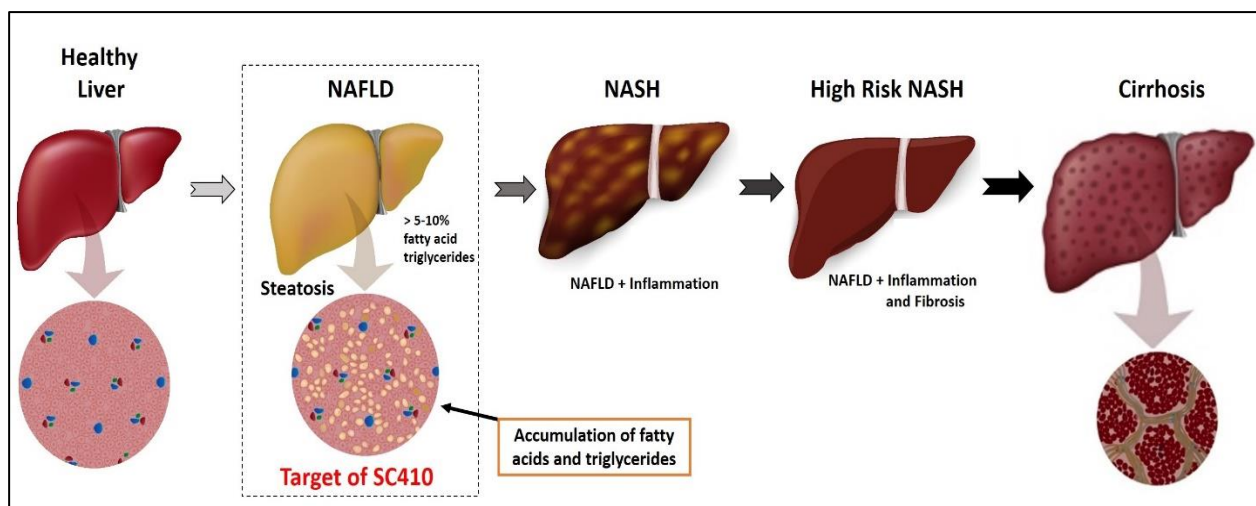 Healthy
Liver
NAFLD
> 5-10%
fatty acid
triglycerides
Steatosis
Target of SC410
Accumulation of fatty
acids and triglycerides
NASH
NAFLD + Inflammation
High Risk NASH
NAFLD + Inflammation
and Fibrosis
Cirrhosis